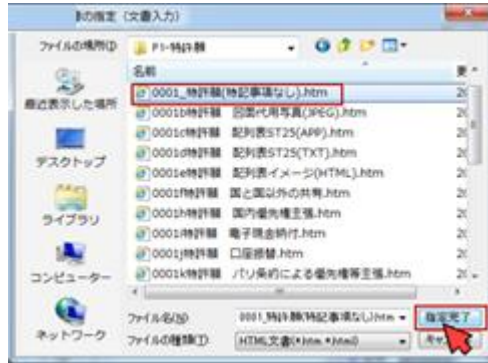 の指定（文書入力）
ファイルの場所(I)
P1-特許願
名前
更
0001_特許願(特記事項なし).htm
0001b特許願 図面代用写真(JPEG).htm
0001c特許願 配列表ST25(APP).htm
0001d特許願 配列表ST25(TXT).htm
0001e特許願 配列表イメージ(HTML).htm
0001f特許願 国と国以外の共有.htm
0001h特許願 国内優先権主張.htm
0001i特許願 電子現金納付.htm
0001j特許願 口座振替.htm
0001k特許願 パリ条約による優先権等主張.htm
最近表示した場所
デスクトップ
ライブラリ
コンピューター
ネットワーク
ファイル名(N)
0001_特許願(特記事項なし).htm
指定完了
ファイルの種類(T)
HTML文書(*.htm *.html)
キャ